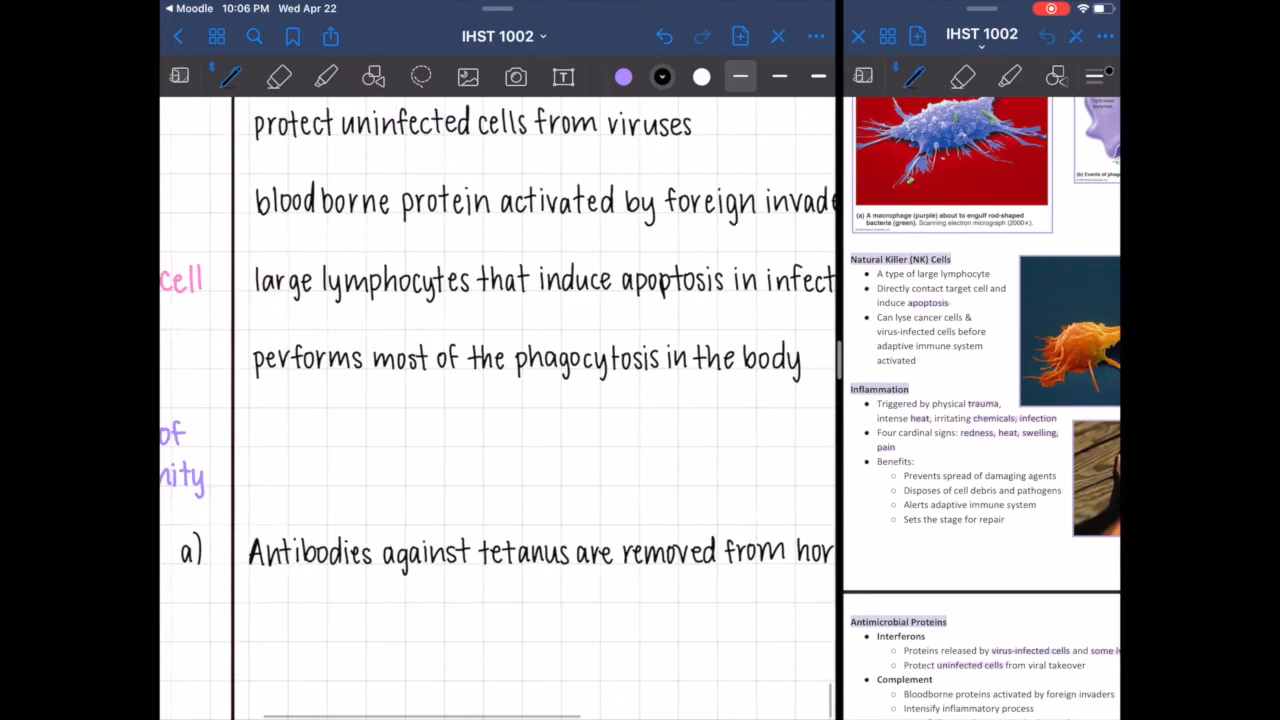 Moodle 10:06 PM Wed Apr 22
IHST 1002
T
protect uninfected cells from viruses
bloodborne protein activated by foreign
cell large lymphocytes that induce apoptosis in
performs most of the phagocytosis in the body
of
a) Antibodies against tetanus are removed from
IHST 1002
(a) A macrophage (purple) about to engulf rod-shaped
bacteria (green). Scanning electron micrograph (2000×).
(b) Events of
Natural Killer (NK) Cells
• A type of large lymphocyte
• Directly contact target cell and
induce apoptosis
• Can lyse cancer cells &
virus-infected cells before
adaptive immune system
activated
Inflammation
• Triggered by physical trauma,
intense heat, irritating chemicals, infection
• Four cardinal signs: redness, heat, swelling,
pain
• Benefits:
○ Prevents spread of damaging agents
○ Disposes of cell debris and pathogens
○ Alerts adaptive immune system
○ Sets the stage for repair
Antimicrobial Proteins
• Interferons
○ Proteins released by virus-infected cells and some
○ Protect uninfected cells from viral takeover
• Complement
○ Bloodborne proteins activated by foreign invaders
○ Intensify inflammatory process